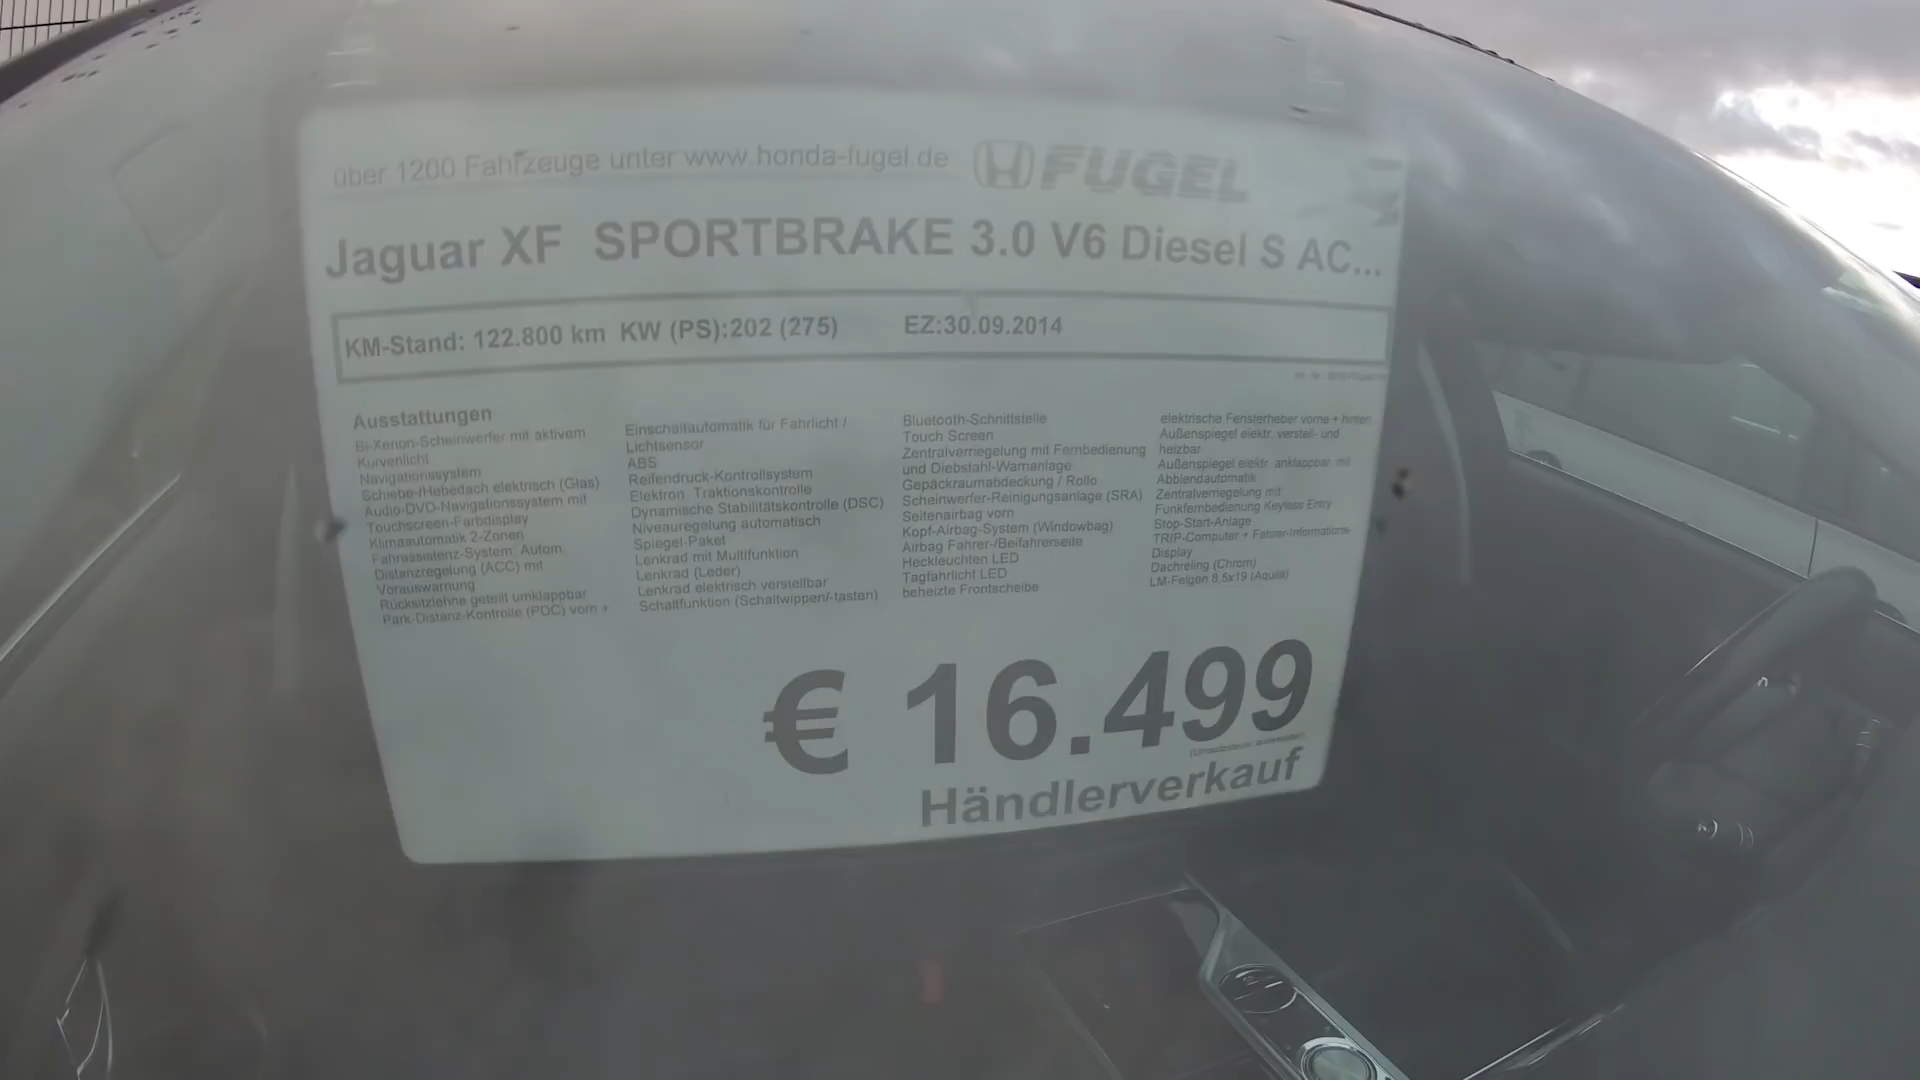 über 1200 Fahrzeuge unter www.honda-fugel.de FUGEL
Jaguar XF SPORTBRAKE 3.0 V6 Diesel S AC...
KM-Stand: 122.800 km KW (PS):202 (275) EZ:30.09.2014
Ausstattungen
Bi-Xenon-Scheinwerfer mit aktivem
Kurvenlicht
Navigationssystem
Schiebe-/Hebedach elektrisch (Glas)
Audio-DVD-Navigationssystem mit
Touchscreen-Farbdisplay
Klimaautomatik 2-Zonen
Fahrassistenz-System: Autom.
Distanzregelung (ACC) mit
Vorauswarnung
Rücksitzlehne geteilt umklappbar
Park-Distanz-Kontrolle (PDC) vorn +
Einschaltautomatik für Fahrlicht /
Lichtsensor
ABS
Reifendruck-Kontrollsystem
Elektron. Traktionskontrolle
Dynamische Stabilitätskontrolle (DSC)
Niveauregelung automatisch
Spiegel-Paket
Lenkrad mit Multifunktion
Lenkrad (Leder)
Lenkrad elektrisch verstellbar
Schaltfunktion (Schaltwippen/-tasten)
Bluetooth-Schnittstelle
Touch Screen
Zentralverriegelung mit Fernbedienung
und Diebstahl-Warnanlage
Gepäckraumabdeckung / Rollo
Scheinwerfer-Reinigungsanlage (SRA)
Seitenairbag vorn
Kopf-Airbag-System (Windowbag)
Airbag Fahrer-/Beifahrerseite
Heckleuchten LED
Tagfahrlicht LED
beheizte Frontscheibe
elektrische Fensterheber vorne + hinten
Außenspiegel elektr. verstell- und
heizbar
Außenspiegel elektr. anklappbar, mit
Abblendautomatik
Zentralverriegelung mit
Funkfernbedienung Keyless Entry
Stop-Start-Anlage
TRIP-Computer + Fahrer-Informations-
Display
Dachreling (Chrom)
LM-Felgen 8,5x19 (Aquila)
€ 16.499
Händlerverkauf